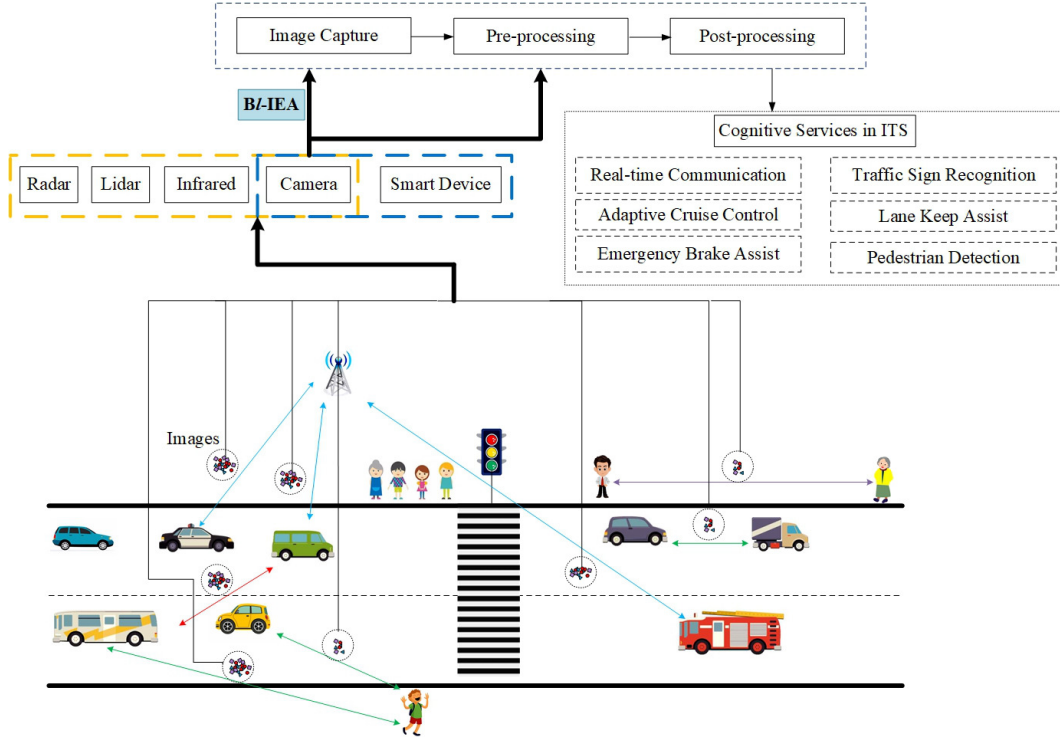 Image Capture
Pre-processing
Post-processing
Bl-IEA
Cognitive Services in ITS
Radar
Lidar
Infrared
Camera
Smart Device
Real-time Communication
Traffic Sign Recognition
Adaptive Cruise Control
Lane Keep Assist
Emergency Brake Assist
Pedestrian Detection
Images